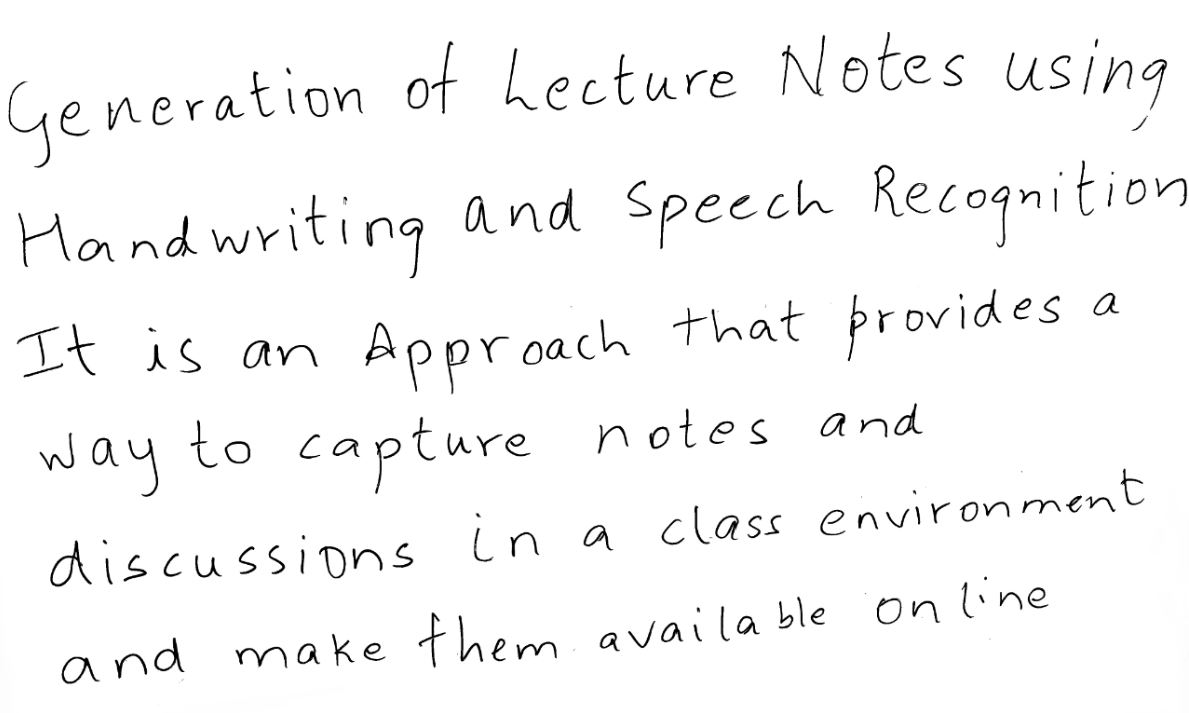 Generation of Lecture Notes using
Handwriting and Speech Recognition
It is an Approach that provides a
way to capture notes and
discussions in a class environment
and make them available online